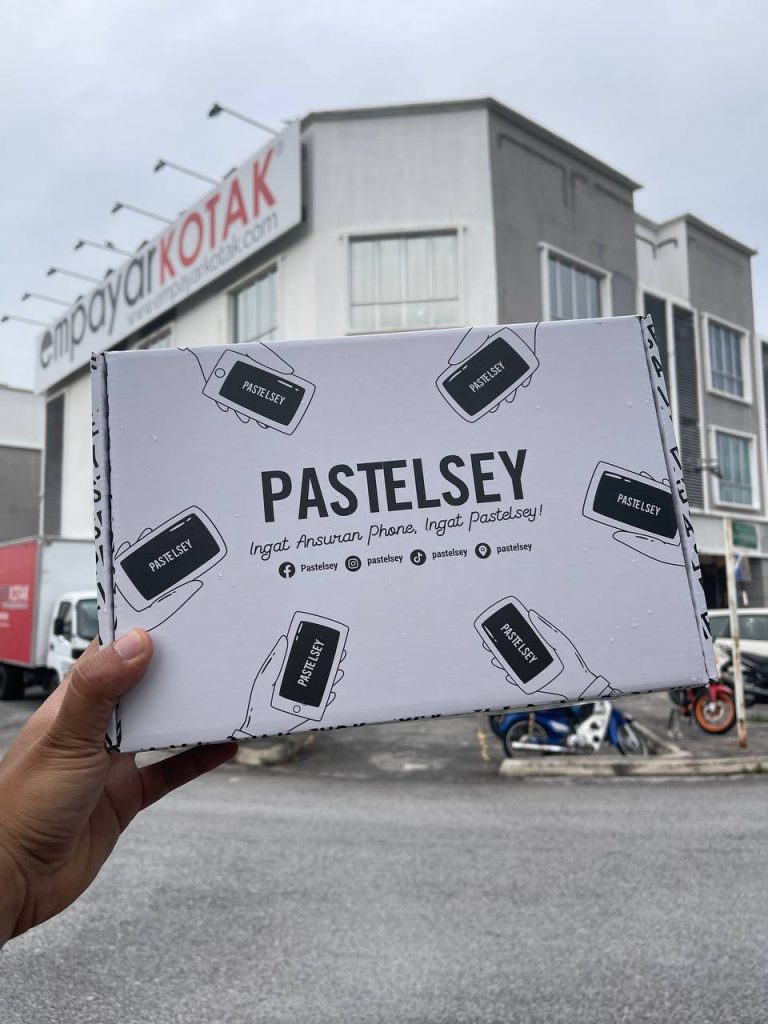 empayarKOTAK
www.empayarkotak.com
PASTELSEY
PASTELSEY
PASTELSEY
Ingat Ansuran Phone, Ingat Pastelsey!
Pastelsey pastelsey pastelsey pastelsey
PASTELSEY
PASTELSEY
PASTELSEY
PASTELSEY
KOTAK